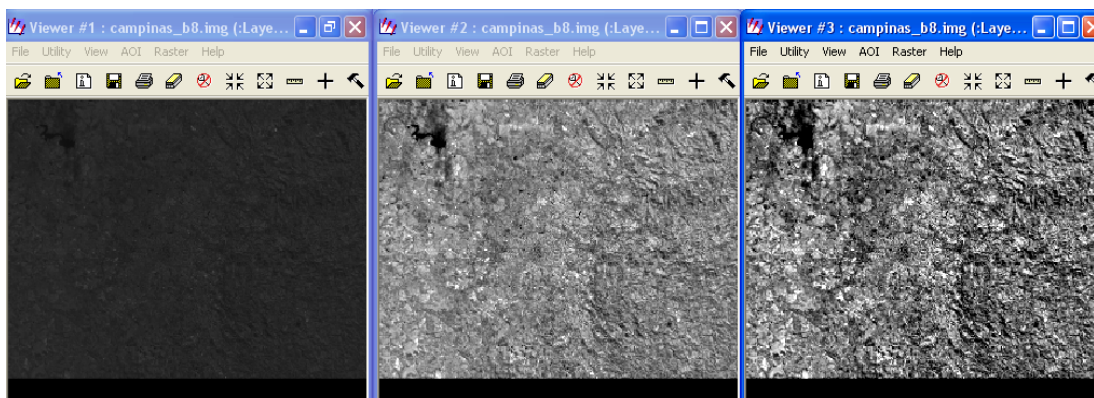 Viewer #1 : campinas_b8.img (:Laye...
File Utility View AOI Raster Help
Viewer #2 : campinas_b8.img (:Laye...
File Utility View AOI Raster Help
Viewer #3 : campinas_b8.img (:Laye...
File Utility View AOI Raster Help